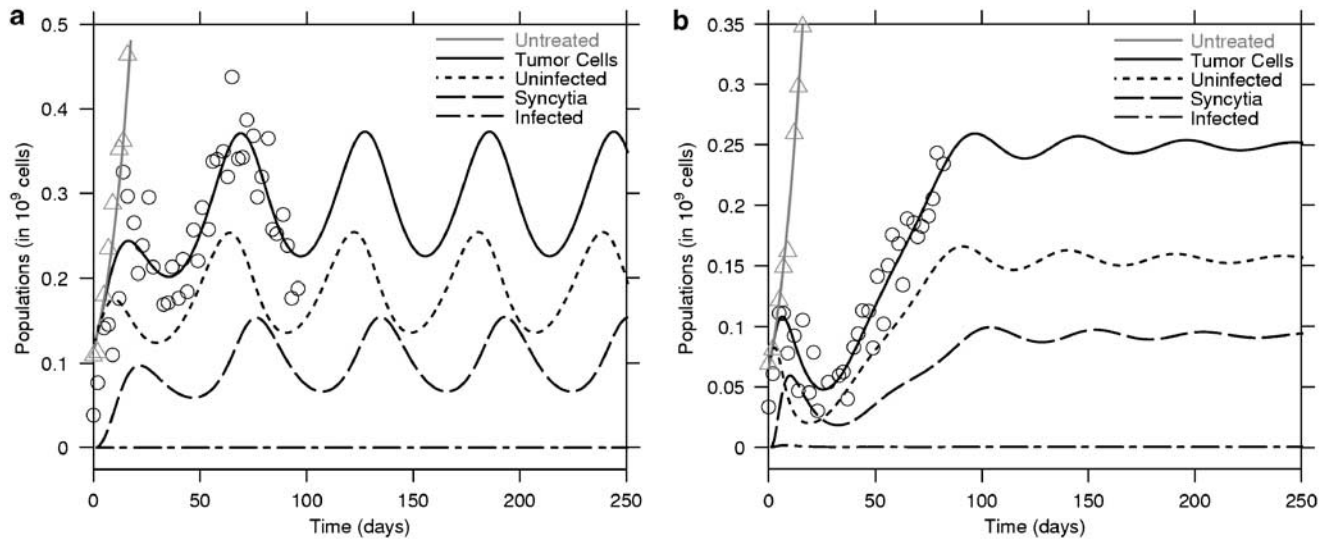 a
0.5
0.4
0.3
0.2
0.1
0
Populations (in 10⁹ cells)
0 50 100 150 200 250
Time (days)
Untreated
Tumor Cells
Uninfected
Syncytia
Infected
b
0.35
0.3
0.25
0.2
0.15
0.1
0.05
0
Populations (in 10⁹ cells)
0 50 100 150 200 250
Time (days)
Untreated
Tumor Cells
Uninfected
Syncytia
Infected